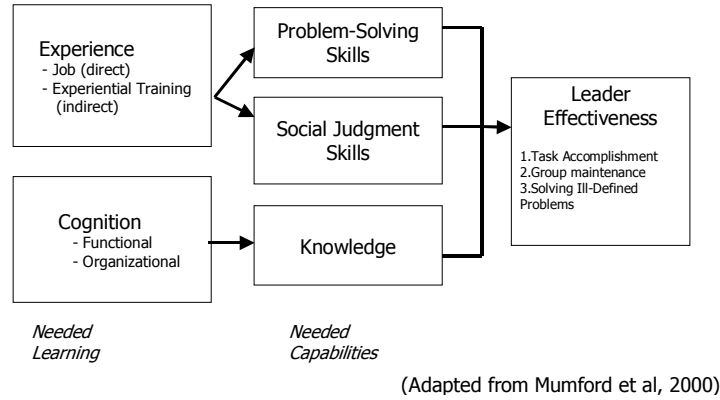 Experience
- Job (direct)
- Experiential Training
(indirect)
Problem-Solving
Skills
Social Judgment
Skills
Leader
Effectiveness
1.Task Accomplishment
2.Group maintenance
3.Solving Ill-Defined
Problems
Cognition
- Functional
- Organizational
Knowledge
Needed
Learning
Needed
Capabilities
(Adapted from Mumford et al, 2000)